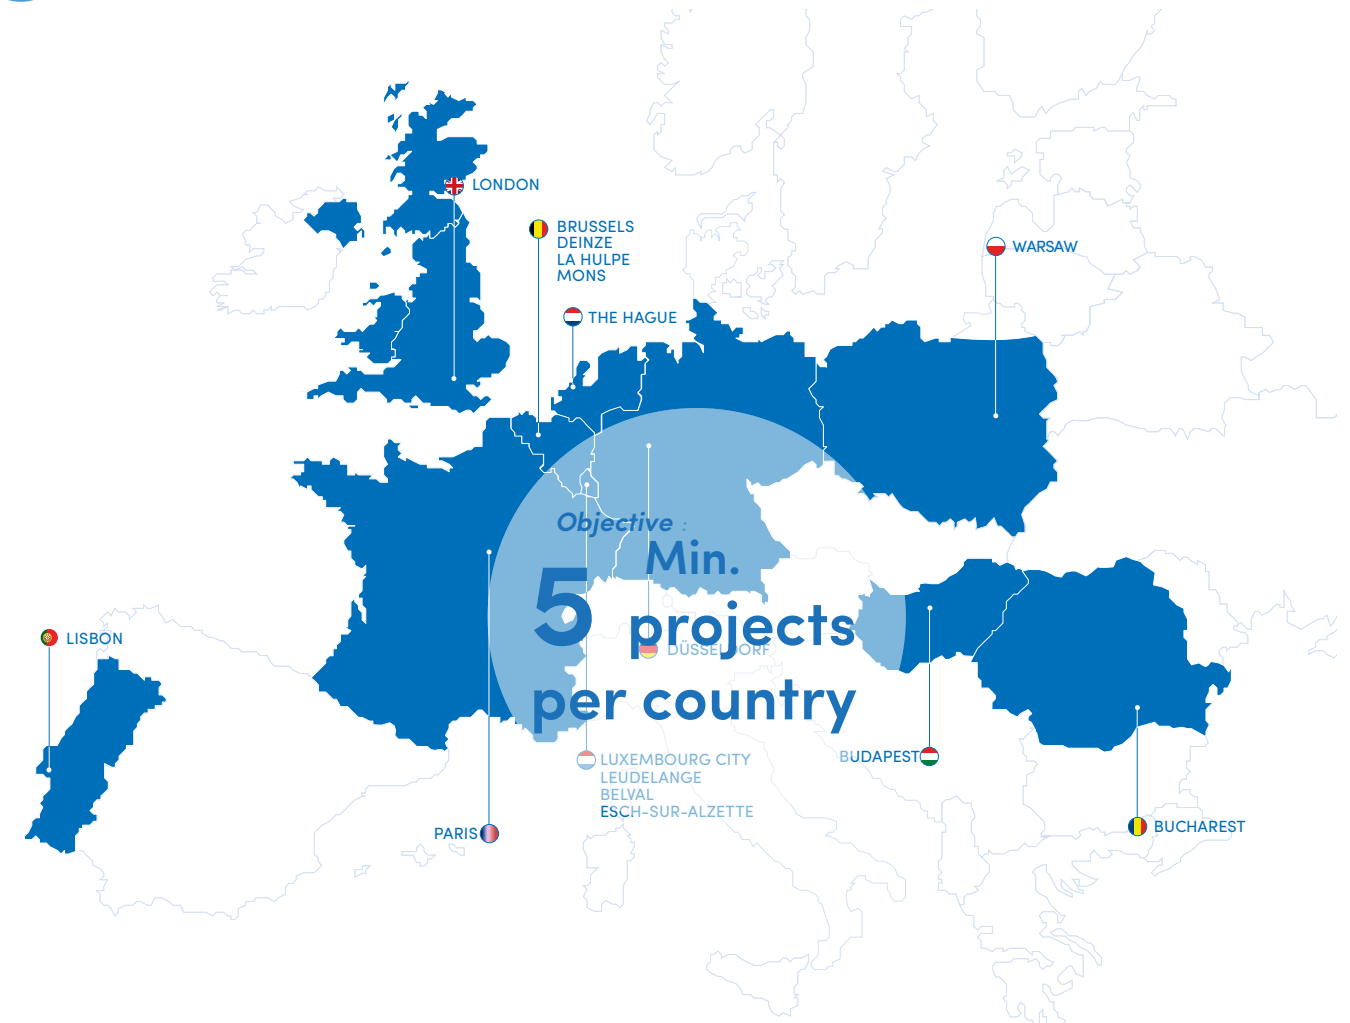 LONDON
BRUSSELS
DEINZE
LA HULPE
MONS
WARSAW
THE HAGUE
Objective :
Min.
5 projects
per country
LISBON
DÜSSELDORF
BUDAPEST
LUXEMBOURG CITY
LEUDELANGE
BELVAL
ESCH-SUR-ALZETTE
PARIS
BUCHAREST